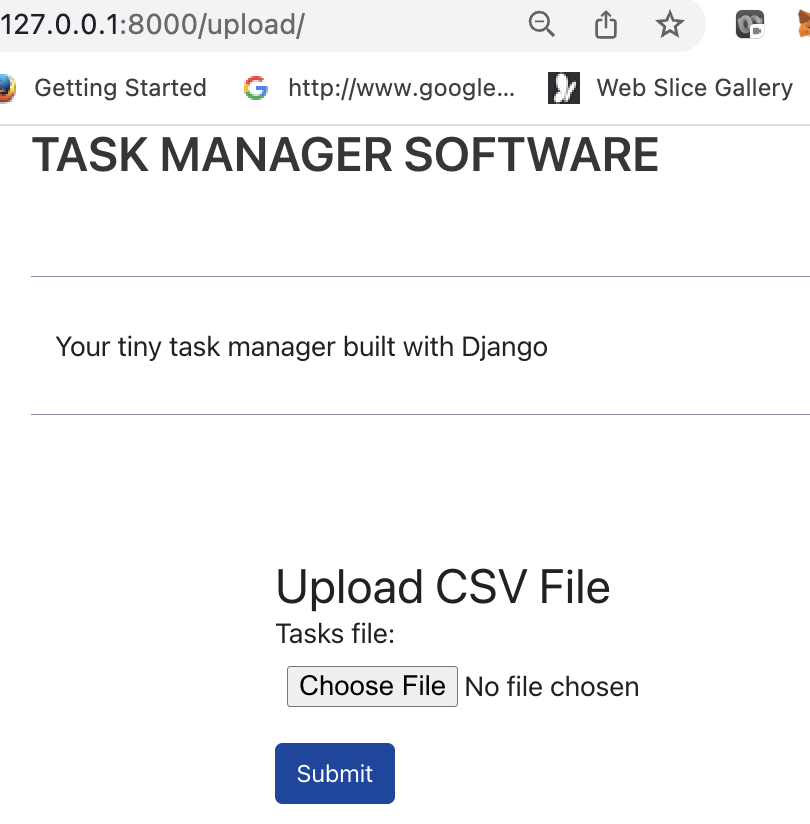 127.0.0.1:8000/upload/
Getting Started http://www.google... Web Slice Gallery
TASK MANAGER SOFTWARE
Your tiny task manager built with Django
Upload CSV File
Tasks file:
Choose File No file chosen
Submit